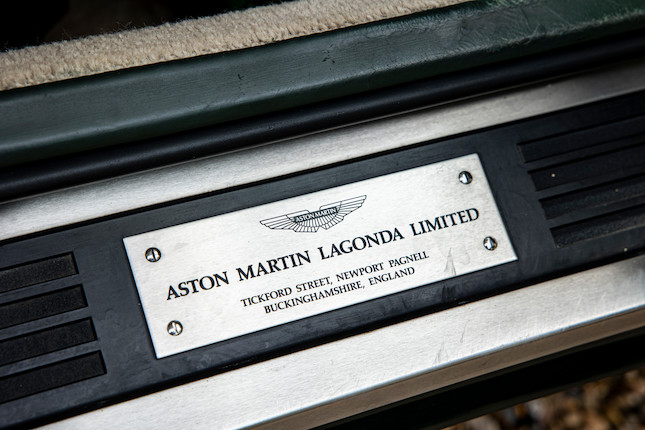 ASTON MARTIN
ASTON MARTIN LAGONDA LIMITED
TICKFORD STREET, NEWPORT PAGNELL
BUCKINGHAMSHIRE, ENGLAND